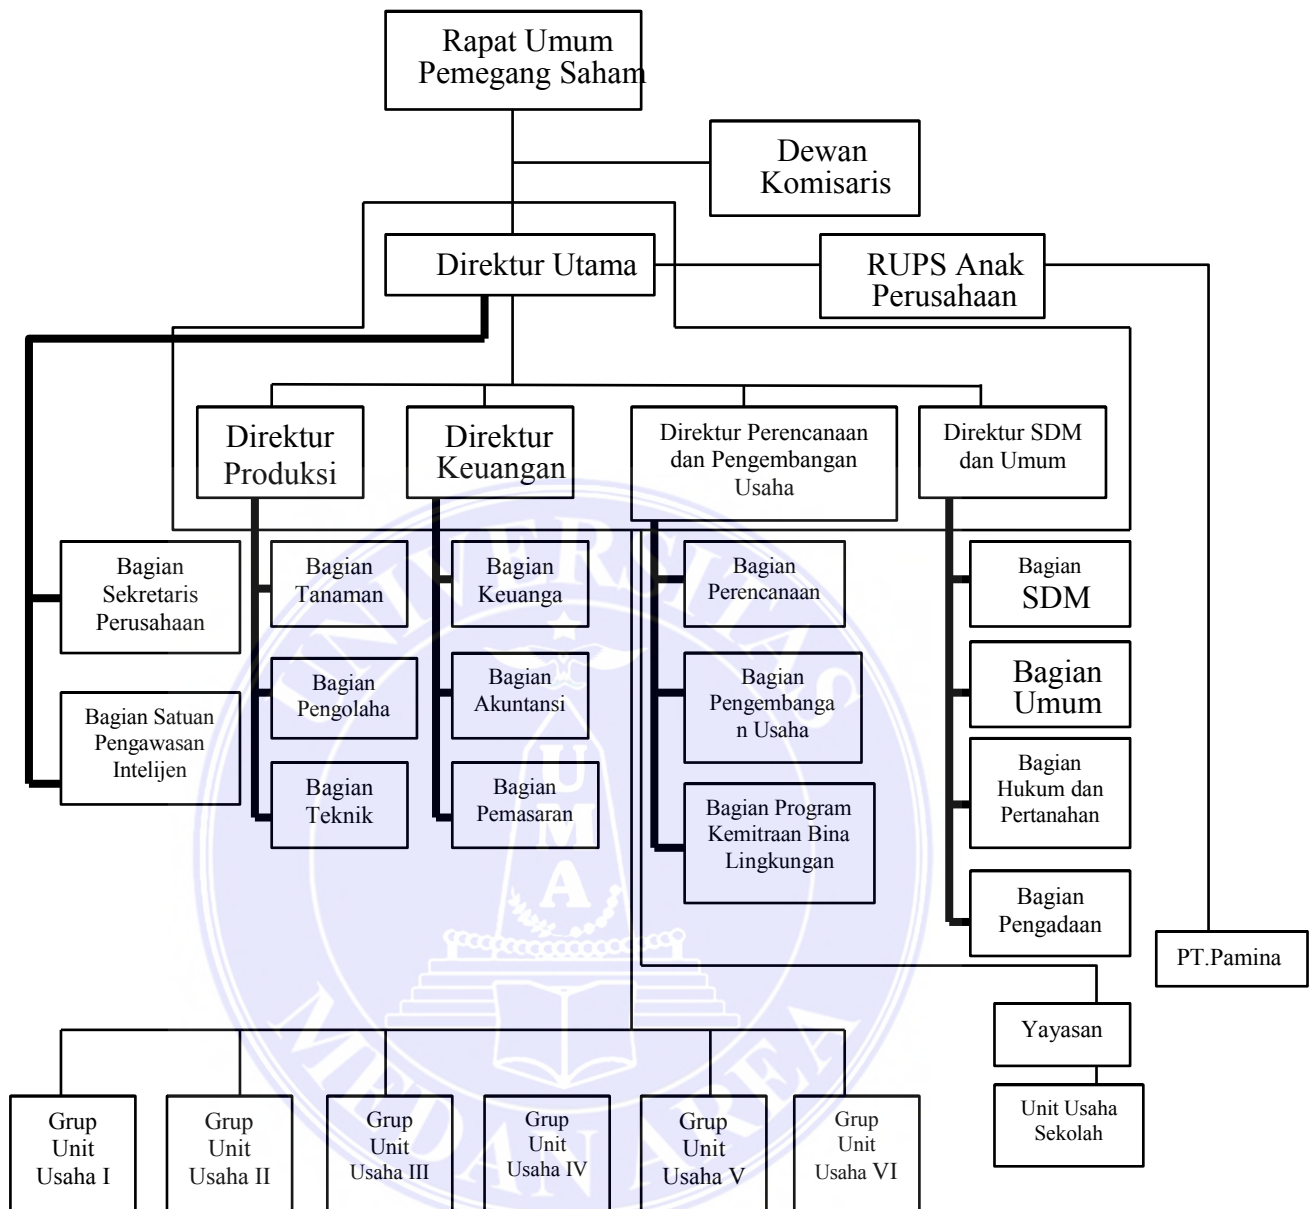 Rapat Umum
Pemegang Saham
Dewan
Komisaris
Direktur Utama
RUPS Anak
Perusahaan
Direktur
Produksi
Direktur
Keuangan
Direktur Perencanaan
dan Pengembangan
Usaha
Direktur SDM
dan Umum
Bagian
Sekretaris
Perusahaan
Bagian
Tanaman
Bagian
Keuanga
Bagian
Perencanaan
Bagian
SDM
Bagian Satuan
Pengawasan
Intelijen
Bagian
Pengolaha
Bagian
Akuntansi
Bagian
Pengembanga
n Usaha
Bagian
Umum
Bagian
Teknik
Bagian
Pemasaran
Bagian Program
Kemitraan Bina
Lingkungan
Bagian
Hukum dan
Pertanahan
Bagian
Pengadaan
PT.Pamina
Yayasan
Unit Usaha
Sekolah
Grup
Unit
Usaha I
Grup
Unit
Usaha II
Grup
Unit
Usaha III
Grup
Unit
Usaha IV
Grup
Unit
Usaha V
Grup
Unit
Usaha VI
UNIVERSITAS
UMA
MEDAN AREA